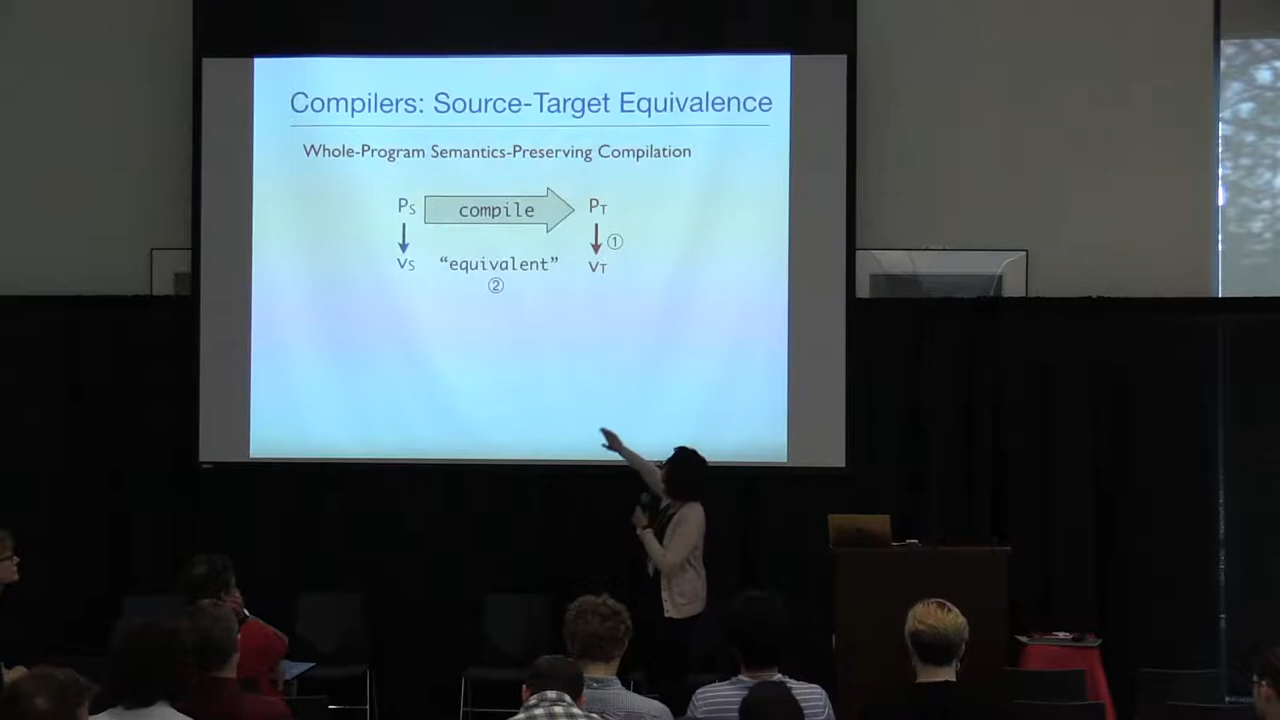 Compilers: Source-Target Equivalence
Whole-Program Semantics-Preserving Compilation
PS compile PT
①
vS "equivalent" vT
②